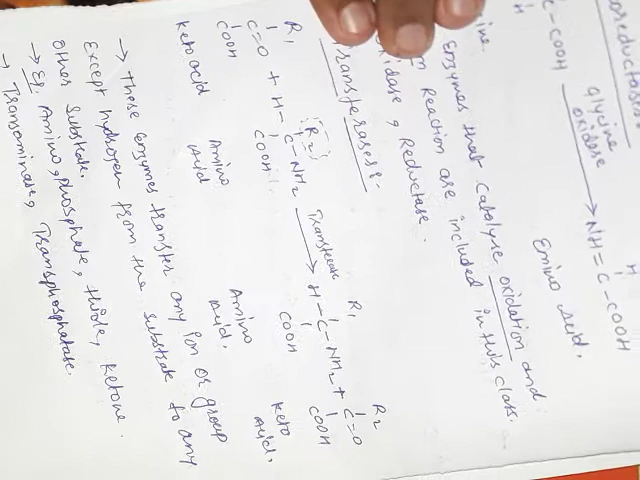 oxidoreductases
H
C-COOH glycine oxidase → NH=C-COOH
H
Imino Acid.
Enzymes that catalyse oxidation and
Reaction are included in this class.
oxidase, Reductase.
Transferases:-
R1 R2 R1 R2
C=O + H-C-NH2 Transferase → H-C-NH2 + C=O
COOH COOH COOH COOH
Keto acid Amino Acid Amino Acid. Keto Acid.
→ These enzymes transfer any ion or group
except hydrogen from the substrate to any
other substrate.
→ Ex. Amino, phosphate, thiole, Ketone.
→ Transaminase, Transphosphatase.